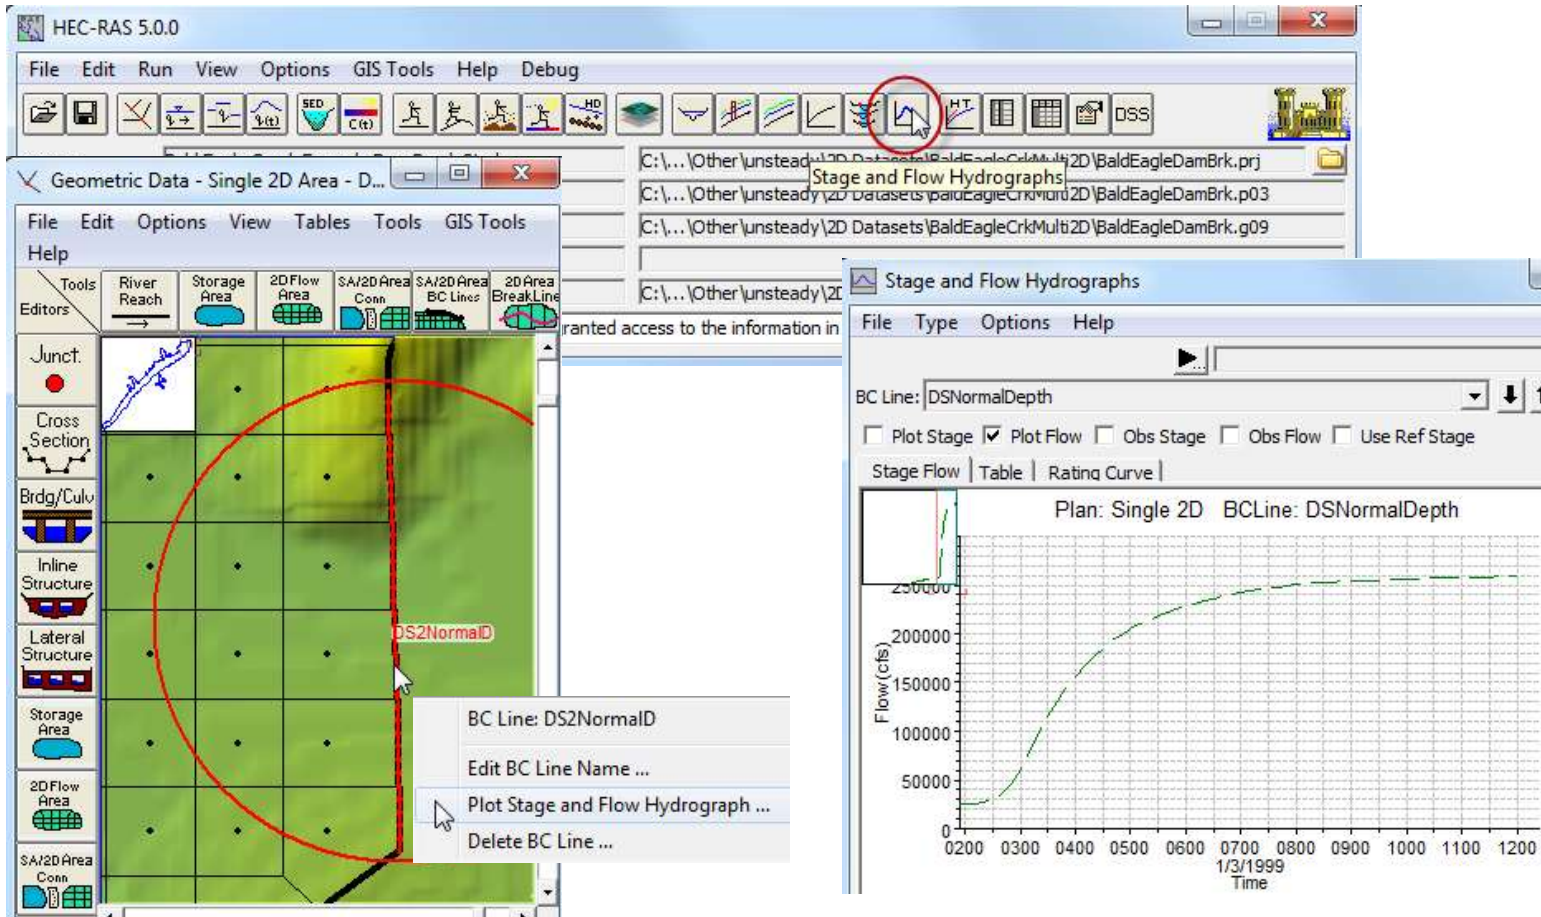 HEC-RAS 5.0.0
File Edit Run View Options GIS Tools Help Debug
SED
C(t)
HD
HT
DSS
C:\...\Other\unsteady\2D Datasets\BaldEagleCrkMulti2D\BaldEagleDamBrk.prj
Stage and Flow Hydrographs
C:\...\Other\unsteady\2D Datasets\BaldEagleCrkMulti2D\BaldEagleDamBrk.p03
C:\...\Other\unsteady\2D Datasets\BaldEagleCrkMulti2D\BaldEagleDamBrk.g09
C:\...\Other\unsteady\2D
ranted access to the information in
Geometric Data - Single 2D Area - D...
File Edit Options View Tables Tools GIS Tools
Help
Tools
Editors
River Reach
Storage Area
2D Flow Area
SA/2D Area Conn
SA/2D Area BC Lines
2D Area BreakLine
Junct.
Cross Section
Brdg/Culv
Inline Structure
Lateral Structure
Storage Area
2D Flow Area
SA/2D Area Conn
DS2NormalD
BC Line: DS2NormalD
Edit BC Line Name ...
Plot Stage and Flow Hydrograph ...
Delete BC Line ...
Stage and Flow Hydrographs
File Type Options Help
BC Line: DSNormalDepth
Plot Stage Plot Flow Obs Stage Obs Flow Use Ref Stage
Stage Flow Table Rating Curve
Plan: Single 2D BCLine: DSNormalDepth
Flow (cfs)
250000
200000
150000
100000
50000
0
0200 0300 0400 0500 0600 0700 0800 0900 1000 1100 1200
1/3/1999
Time